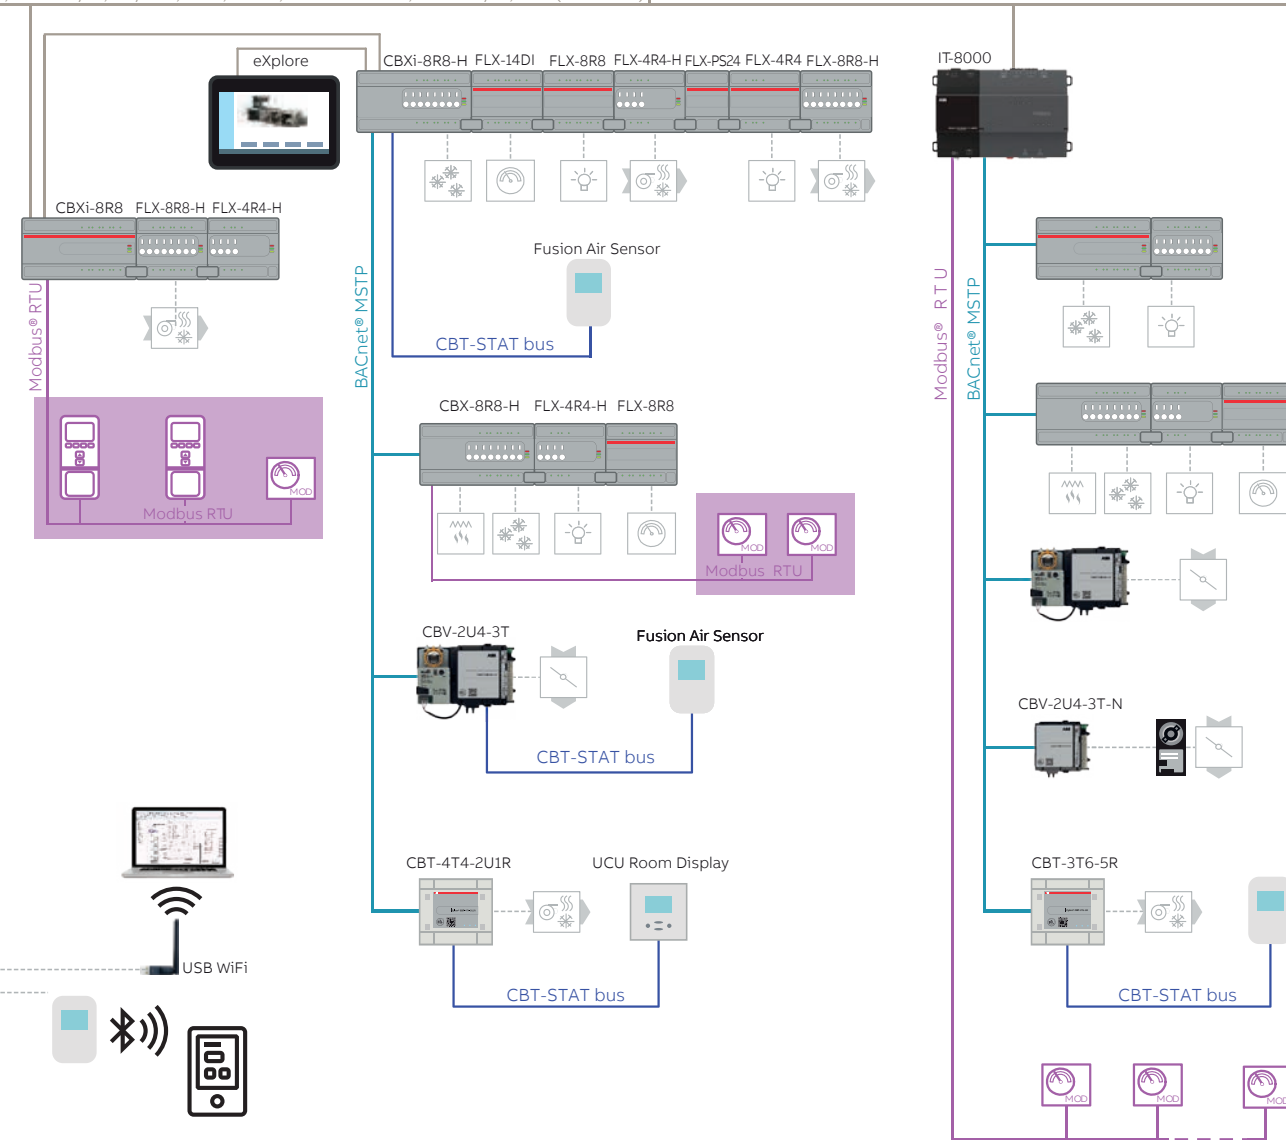 eXplore
CBXi-8R8-H FLX-14DI FLX-8R8 FLX-4R4-H FLX-PS24 FLX-4R4 FLX-8R8-H
IT-8000
CBXi-8R8 FLX-8R8-H FLX-4R4-H
Fusion Air Sensor
Modbus® RTU
BACnet® MSTP
CBT-STAT bus
Modbus® RTU
BACnet® MSTP
CBX-8R8-H FLX-4R4-H FLX-8R8
MOD
Modbus RTU
MOD
MOD
Modbus RTU
CBV-2U4-3T
Fusion Air Sensor
CBT-STAT bus
CBV-2U4-3T-N
CBT-4T4-2U1R
UCU Room Display
CBT-3T6-5R
USB WiFi
CBT-STAT bus
CBT-STAT bus
MOD
MOD
MOD